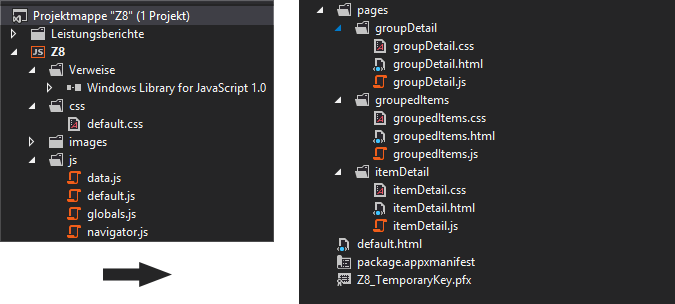 Projektmappe "Z8" (1 Projekt)
Leistungsberichte
JS Z8
Verweise
Windows Library for JavaScript 1.0
css
default.css
images
js
data.js
default.js
globals.js
navigator.js
pages
groupDetail
groupDetail.css
groupDetail.html
groupDetail.js
groupedItems
groupedItems.css
groupedItems.html
groupedItems.js
itemDetail
itemDetail.css
itemDetail.html
itemDetail.js
default.html
package.appxmanifest
Z8_TemporaryKey.pfx